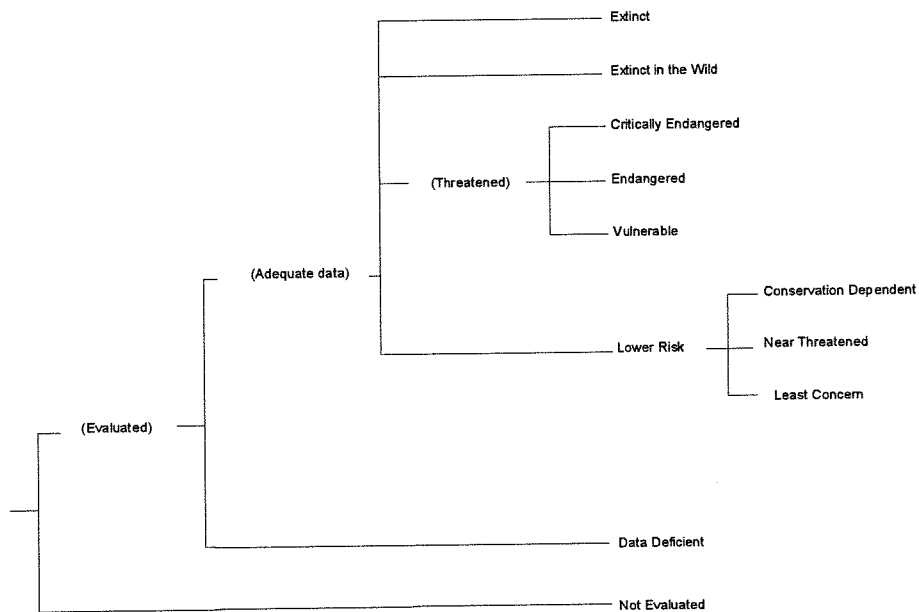 Extinct
Extinct in the Wild
Critically Endangered
(Threatened)
Endangered
Vulnerable
(Adequate data)
Conservation Dependent
Lower Risk
Near Threatened
Least Concern
(Evaluated)
Data Deficient
Not Evaluated